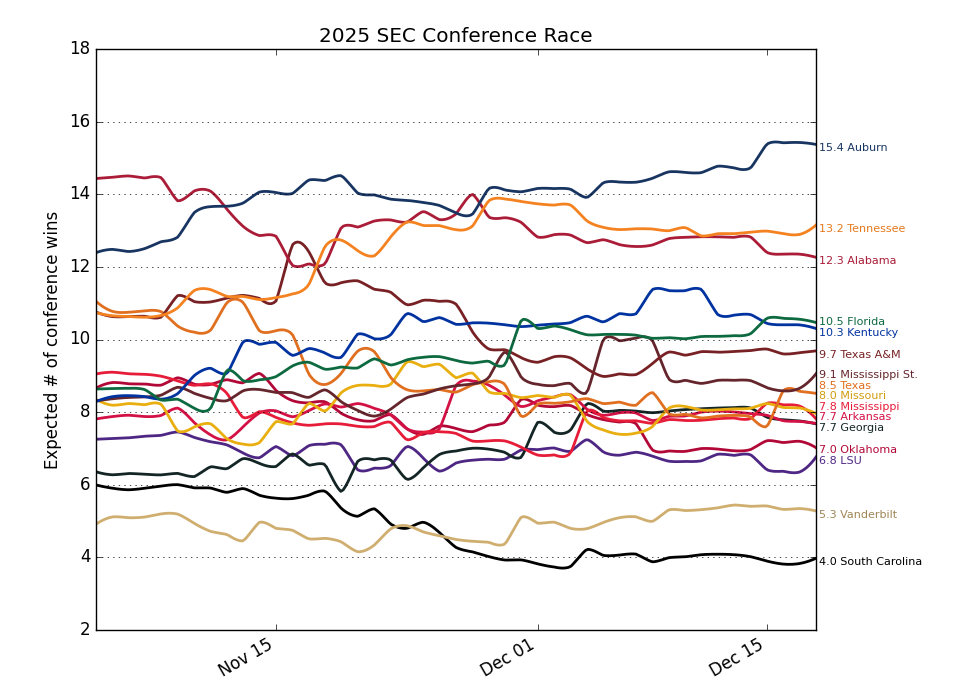 2025 SEC Conference Race
Expected # of conference wins
18
16
14
12
10
8
6
4
2
Nov 15
Dec 01
Dec 15
15.4 Auburn
13.2 Tennessee
12.3 Alabama
10.5 Florida
10.3 Kentucky
9.7 Texas A&M
9.1 Mississippi St.
8.5 Texas
8.0 Missouri
7.8 Mississippi
7.7 Arkansas
7.7 Georgia
7.0 Oklahoma
6.8 LSU
5.3 Vanderbilt
4.0 South Carolina